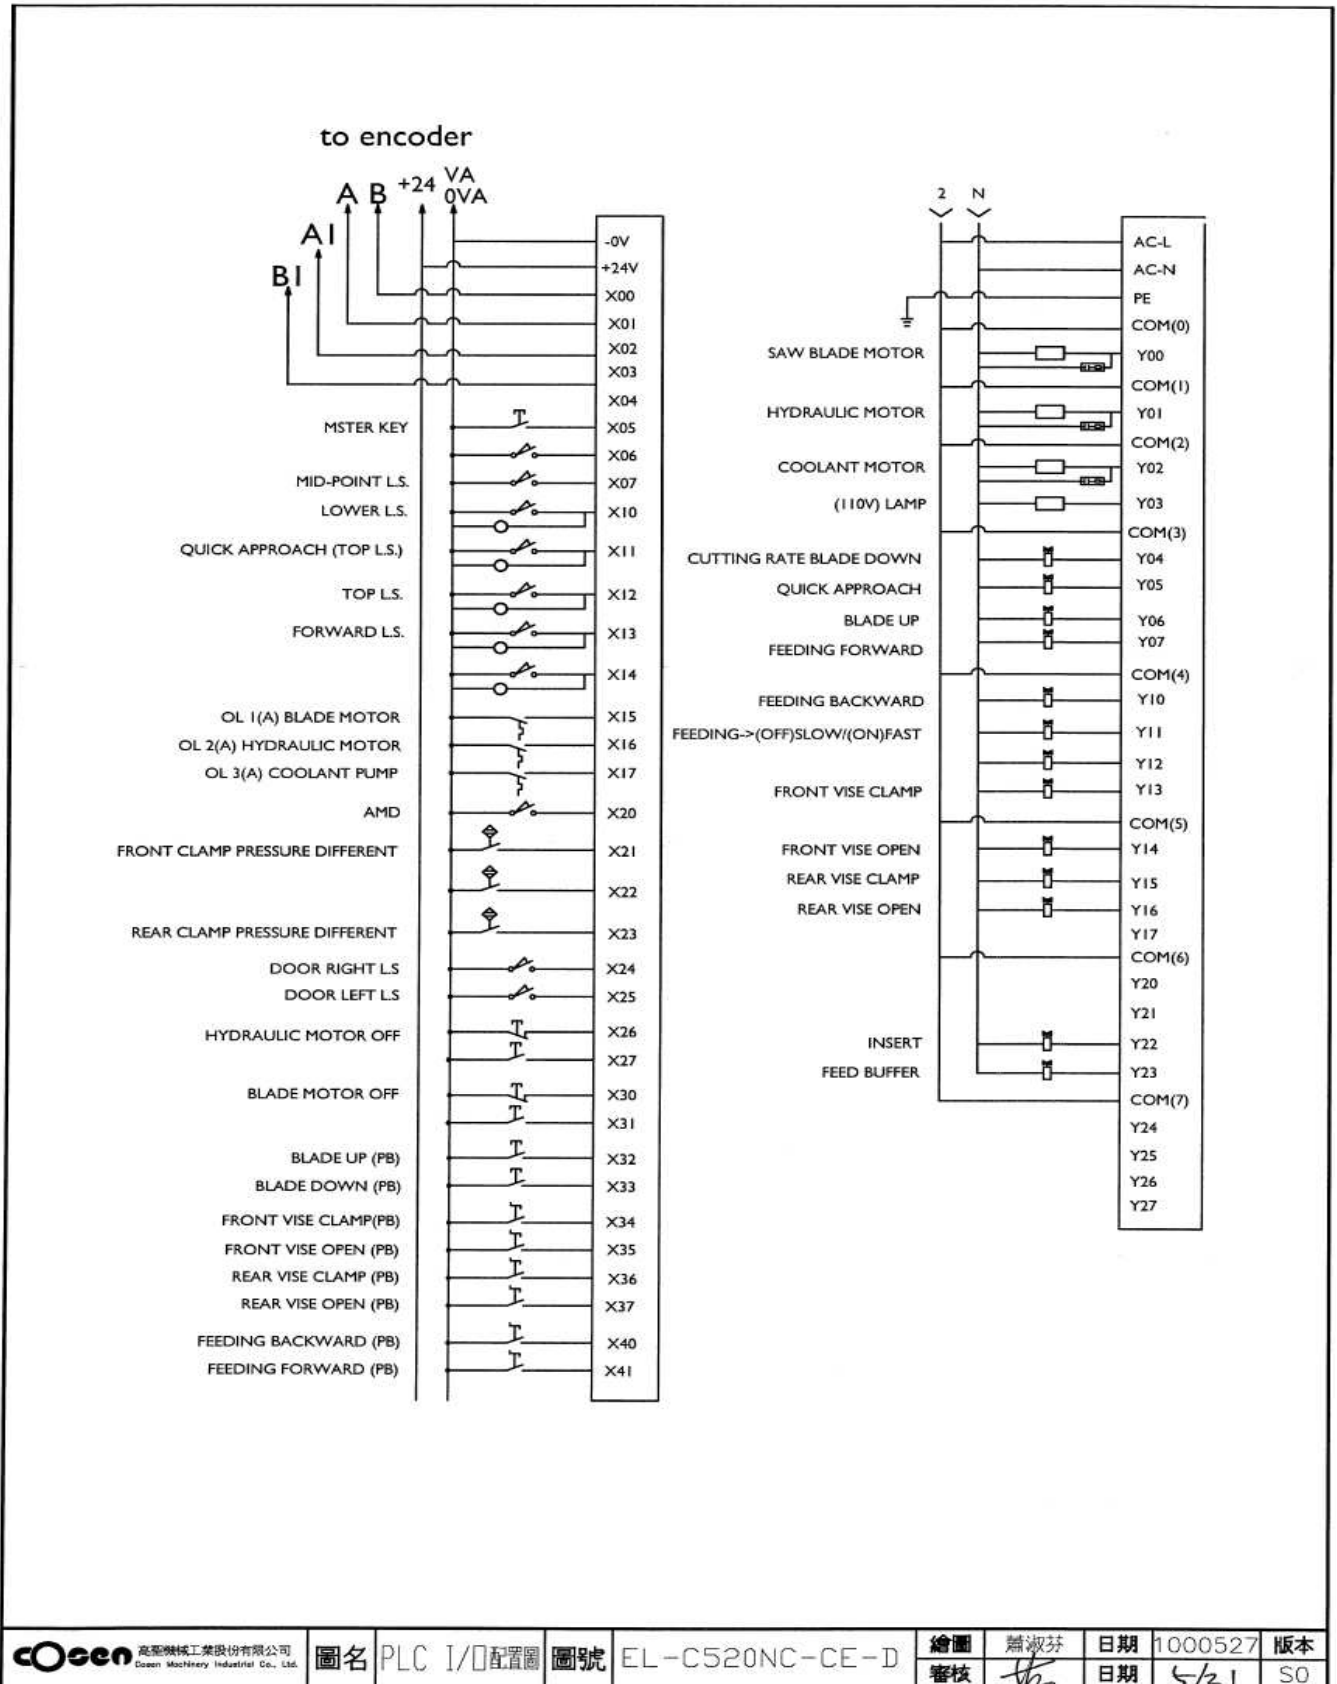 to encoder
A B +24 VA
0VA
A1
B1
-0V
+24V
X00
X01
X02
X03
X04
MSTER KEY X05
X06
MID-POINT L.S. X07
LOWER L.S. X10
QUICK APPROACH (TOP L.S.) X11
TOP L.S. X12
FORWARD L.S. X13
X14
OL 1(A) BLADE MOTOR X15
OL 2(A) HYDRAULIC MOTOR X16
OL 3(A) COOLANT PUMP X17
AMD X20
FRONT CLAMP PRESSURE DIFFERENT X21
X22
REAR CLAMP PRESSURE DIFFERENT X23
DOOR RIGHT L.S X24
DOOR LEFT L.S X25
HYDRAULIC MOTOR OFF X26
X27
BLADE MOTOR OFF X30
X31
BLADE UP (PB) X32
BLADE DOWN (PB) X33
FRONT VISE CLAMP(PB) X34
FRONT VISE OPEN (PB) X35
REAR VISE CLAMP (PB) X36
REAR VISE OPEN (PB) X37
FEEDING BACKWARD (PB) X40
FEEDING FORWARD (PB) X41
2 N
AC-L
AC-N
PE
COM(0)
SAW BLADE MOTOR Y00
COM(1)
HYDRAULIC MOTOR Y01
COM(2)
COOLANT MOTOR Y02
(110V) LAMP Y03
COM(3)
CUTTING RATE BLADE DOWN Y04
QUICK APPROACH Y05
BLADE UP Y06
FEEDING FORWARD Y07
COM(4)
FEEDING BACKWARD Y10
FEEDING->(OFF)SLOW/(ON)FAST Y11
Y12
FRONT VISE CLAMP Y13
COM(5)
FRONT VISE OPEN Y14
REAR VISE CLAMP Y15
REAR VISE OPEN Y16
Y17
COM(6)
Y20
Y21
INSERT Y22
FEED BUFFER Y23
COM(7)
Y24
Y25
Y26
Y27
cosen 高聖機械工業股份有限公司
Cosen Machinery Industrial Co., Ltd.
圖名 PLC I/O配置圖 圖號 EL-C520NC-CE-D
繪圖 蕭淑芬 日期 1000527 版本
審核 日期 5/31 S0